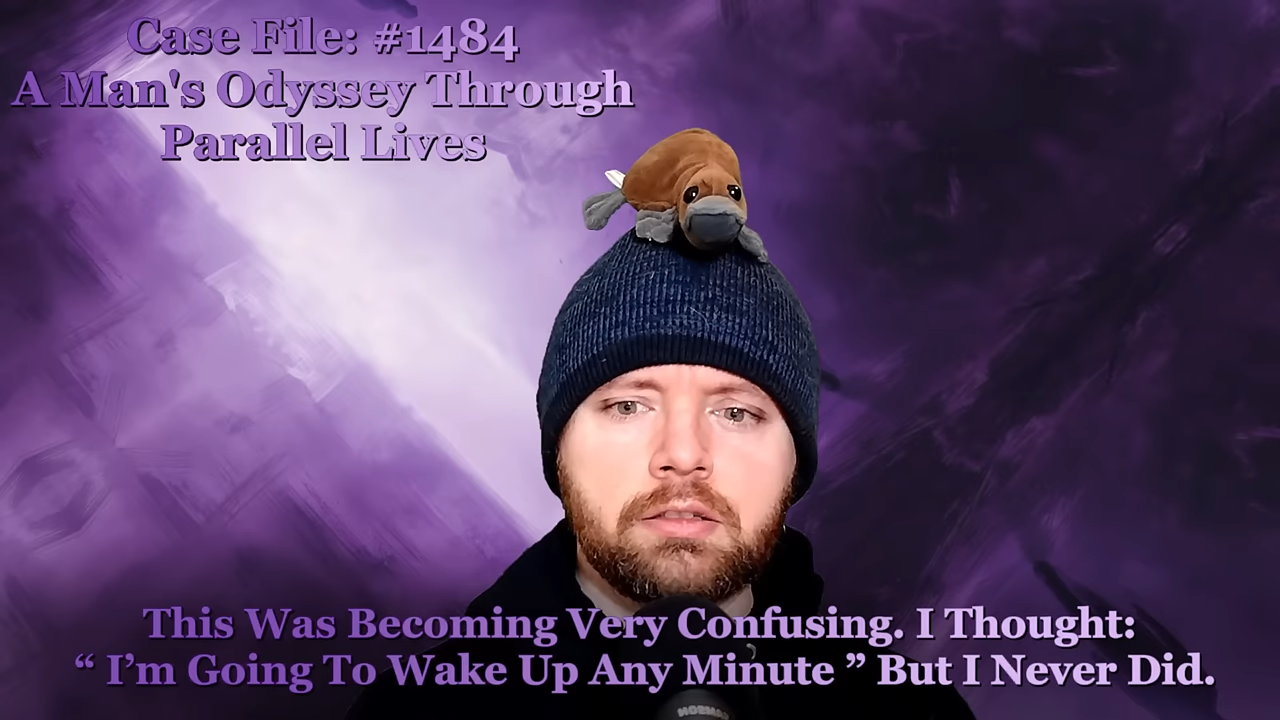 Case File: #1484
A Man's Odyssey Through
Parallel Lives
This Was Becoming Very Confusing. I Thought:
“ I’m Going To Wake Up Any Minute ” But I Never Did.
SAMSON